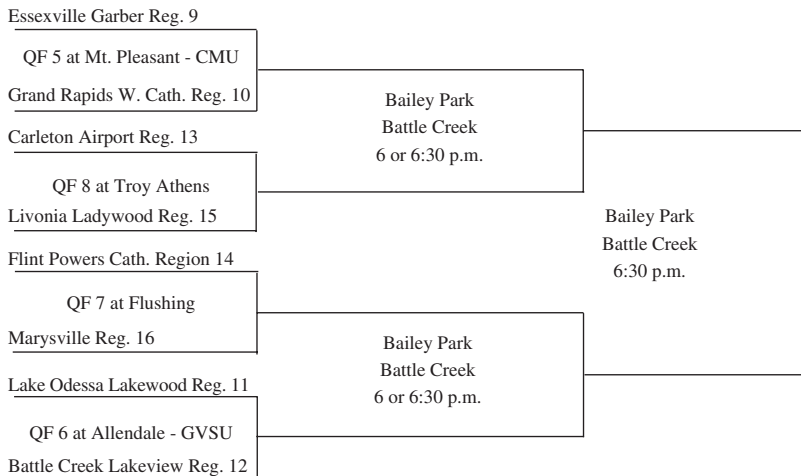 Essexville Garber Reg. 9
QF 5 at Mt. Pleasant - CMU
Grand Rapids W. Cath. Reg. 10
Carleton Airport Reg. 13
QF 8 at Troy Athens
Livonia Ladywood Reg. 15
Flint Powers Cath. Region 14
QF 7 at Flushing
Marysville Reg. 16
Lake Odessa Lakewood Reg. 11
QF 6 at Allendale - GVSU
Battle Creek Lakeview Reg. 12
Bailey Park
Battle Creek
6 or 6:30 p.m.
Bailey Park
Battle Creek
6 or 6:30 p.m.
Bailey Park
Battle Creek
6:30 p.m.